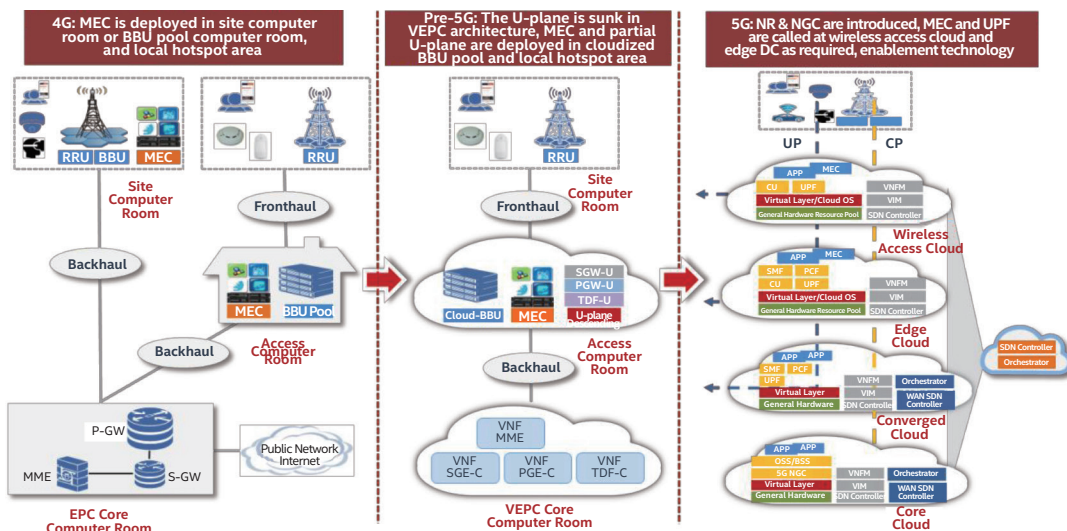 4G: MEC is deployed in site computer
room or BBU pool computer room,
and local hotspot area
RRU
BBU
MEC
Site
Computer
Room
RRU
Fronthaul
Backhaul
MEC
BBU Pool
Access
Computer
Room
Backhaul
P-GW
MME
S-GW
Public Network
Internet
EPC Core
Computer Room
Pre-5G: The U-plane is sunk in
VEPC architecture, MEC and partial
U-plane are deployed in cloudized
BBU pool and local hotspot area
RRU
Site
Computer
Room
Fronthaul
Cloud-BBU
MEC
SGW-U
PGW-U
TDF-U
U-plane
Access
Computer
Room
Backhaul
VNF
MME
VNF
SGE-C
VNF
PGE-C
VNF
TDF-C
VEPC Core
Computer Room
5G: NR & NGC are introduced, MEC and UPF
are called at wireless access cloud and
edge DC as required, enablement technology
UP
CP
APP
MEC
CU
UPF
Virtual Layer/Cloud OS
General Hardware Resource Pool
VNFM
VIM
SDN Controller
Wireless
Access Cloud
APP
MEC
SMF
PCF
CU
UPF
Virtual Layer/Cloud OS
General Hardware Resource Pool
VNFM
VIM
SDN Controller
Edge
Cloud
APP
APP
SMF
PCF
UPF
Virtual Layer
General Hardware
VNFM
VIM
SDN Controlle
Orchestrator
WAN SDN
Controller
Converged
Cloud
SDN Controller
Orchestrator
APP
APP
OSS/BSS
5G NGC
Virtual Layer
General Hardware
VNFM
VIM
SDN Controller
Orchestrator
WAN SDN
Controller
Core
Cloud